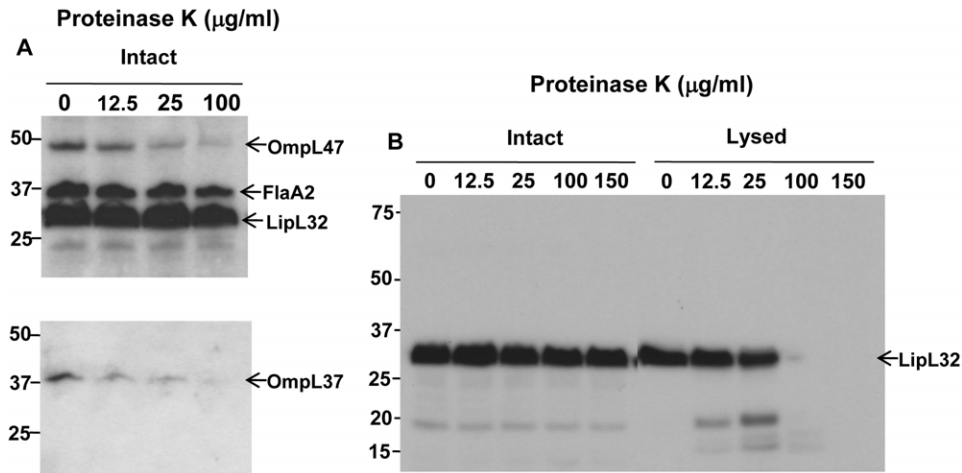 Proteinase K (μg/ml)
A
Intact
0 12.5 25 100
50
OmpL47
37
FlaA2
LipL32
25
50
37
OmpL37
25
Proteinase K (μg/ml)
B
Intact Lysed
0 12.5 25 100 150 0 12.5 25 100 150
75
50
37
LipL32
25
20
15